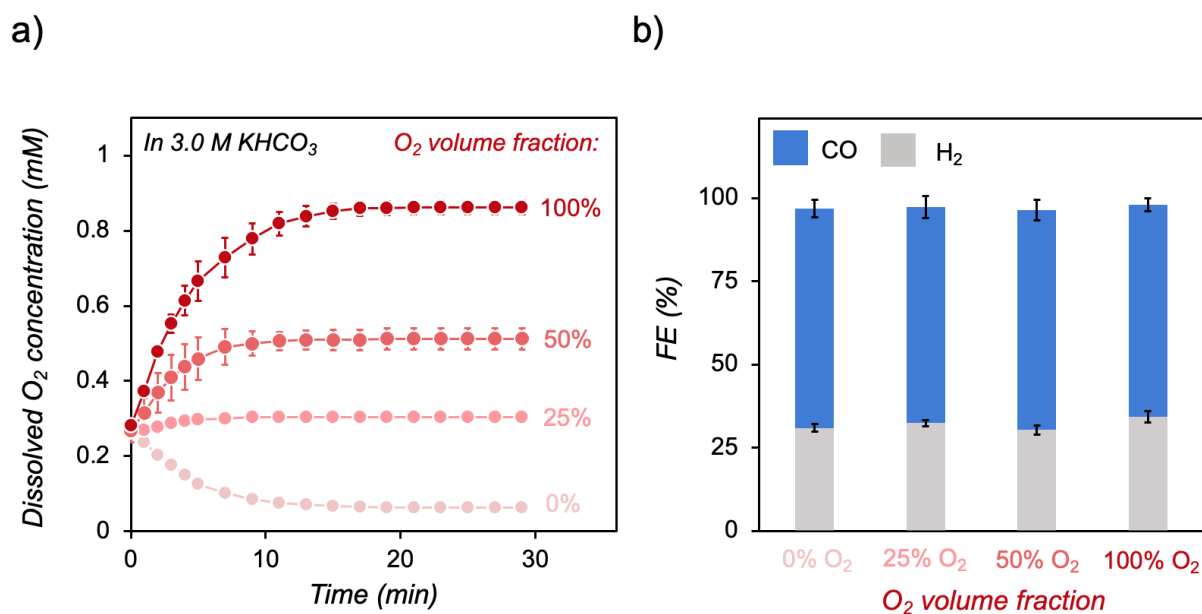 a)
In 3.0 M KHCO₃
O₂ volume fraction:
100%
50%
25%
0%
1
0.8
0.6
0.4
0.2
0
0
10
20
30
Dissolved O₂ concentration (mM)
Time (min)
b)
CO
H₂
100
75
50
25
0
FE (%)
0% O₂
25% O₂
50% O₂
100% O₂
O₂ volume fraction